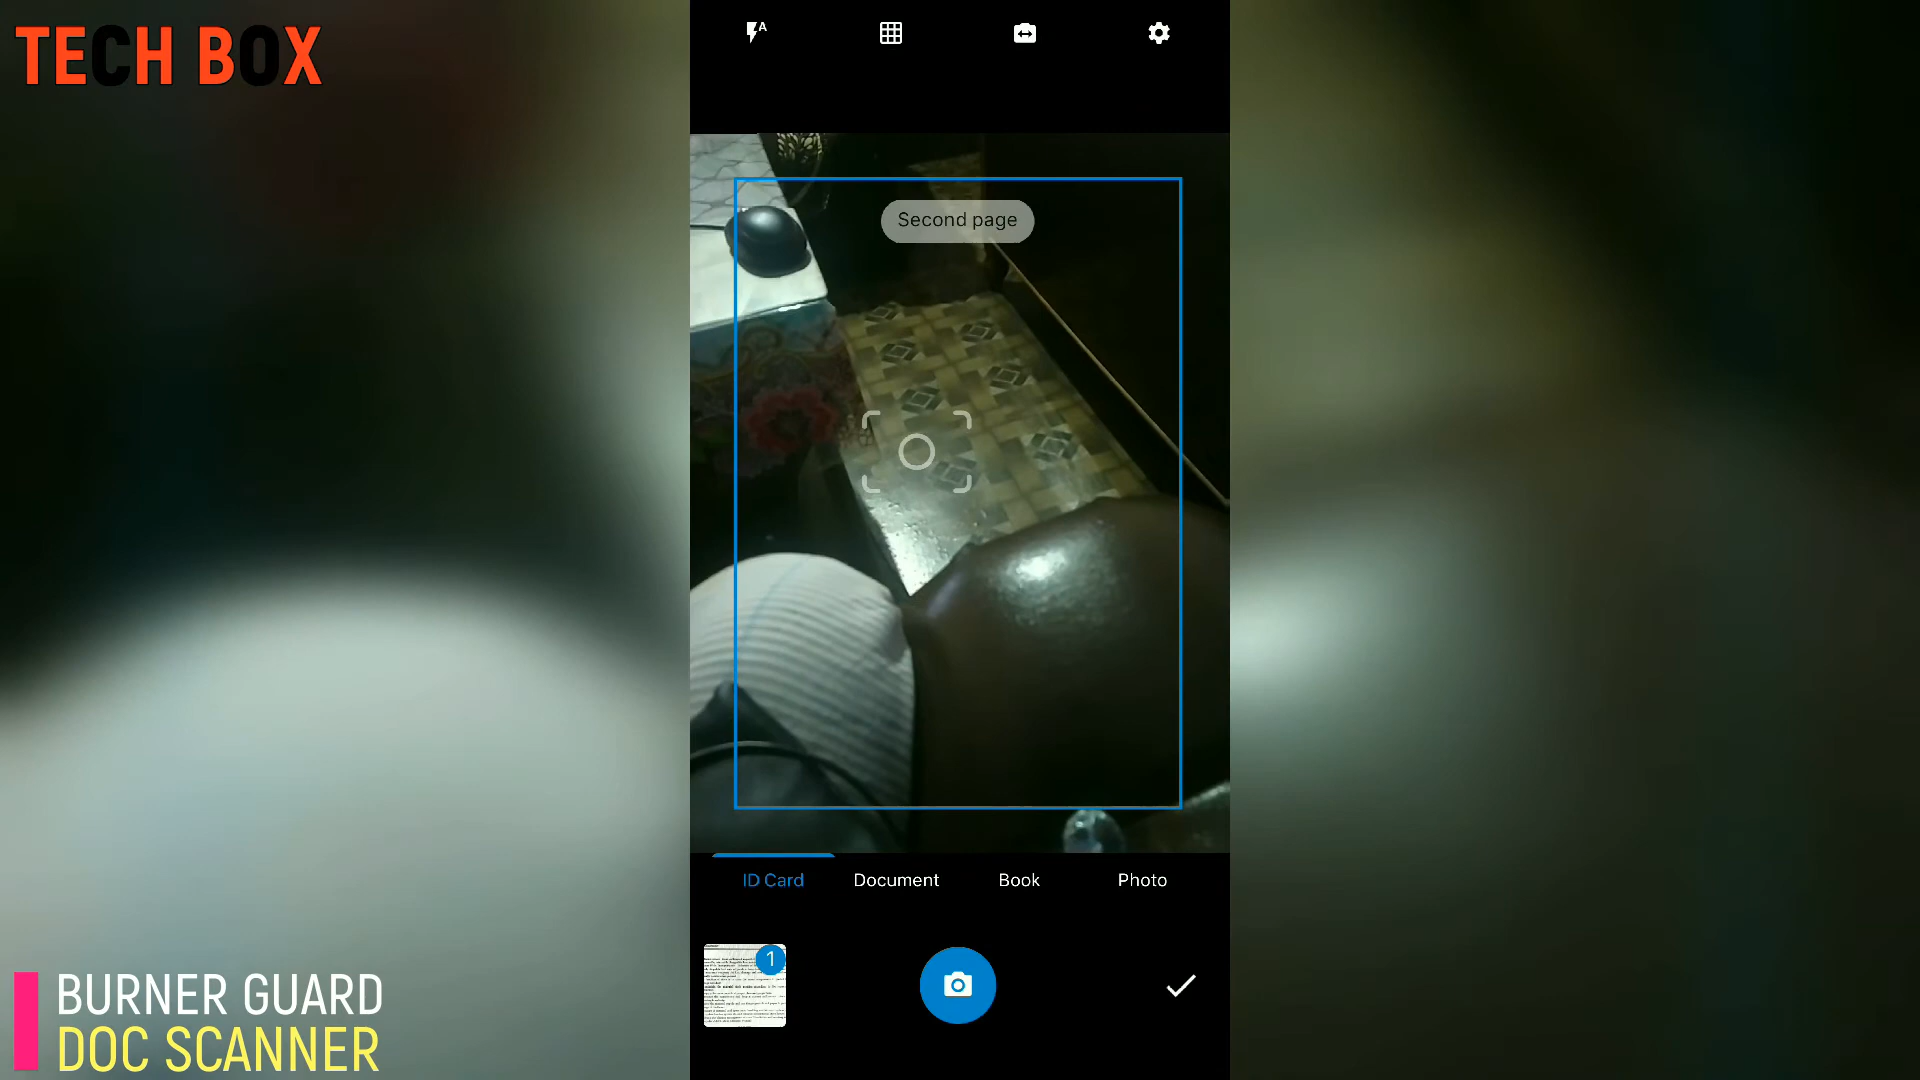 TECH BOX
A
Second page
ID Card
Document
Book
Photo
1
BURNER GUARD
DOC SCANNER